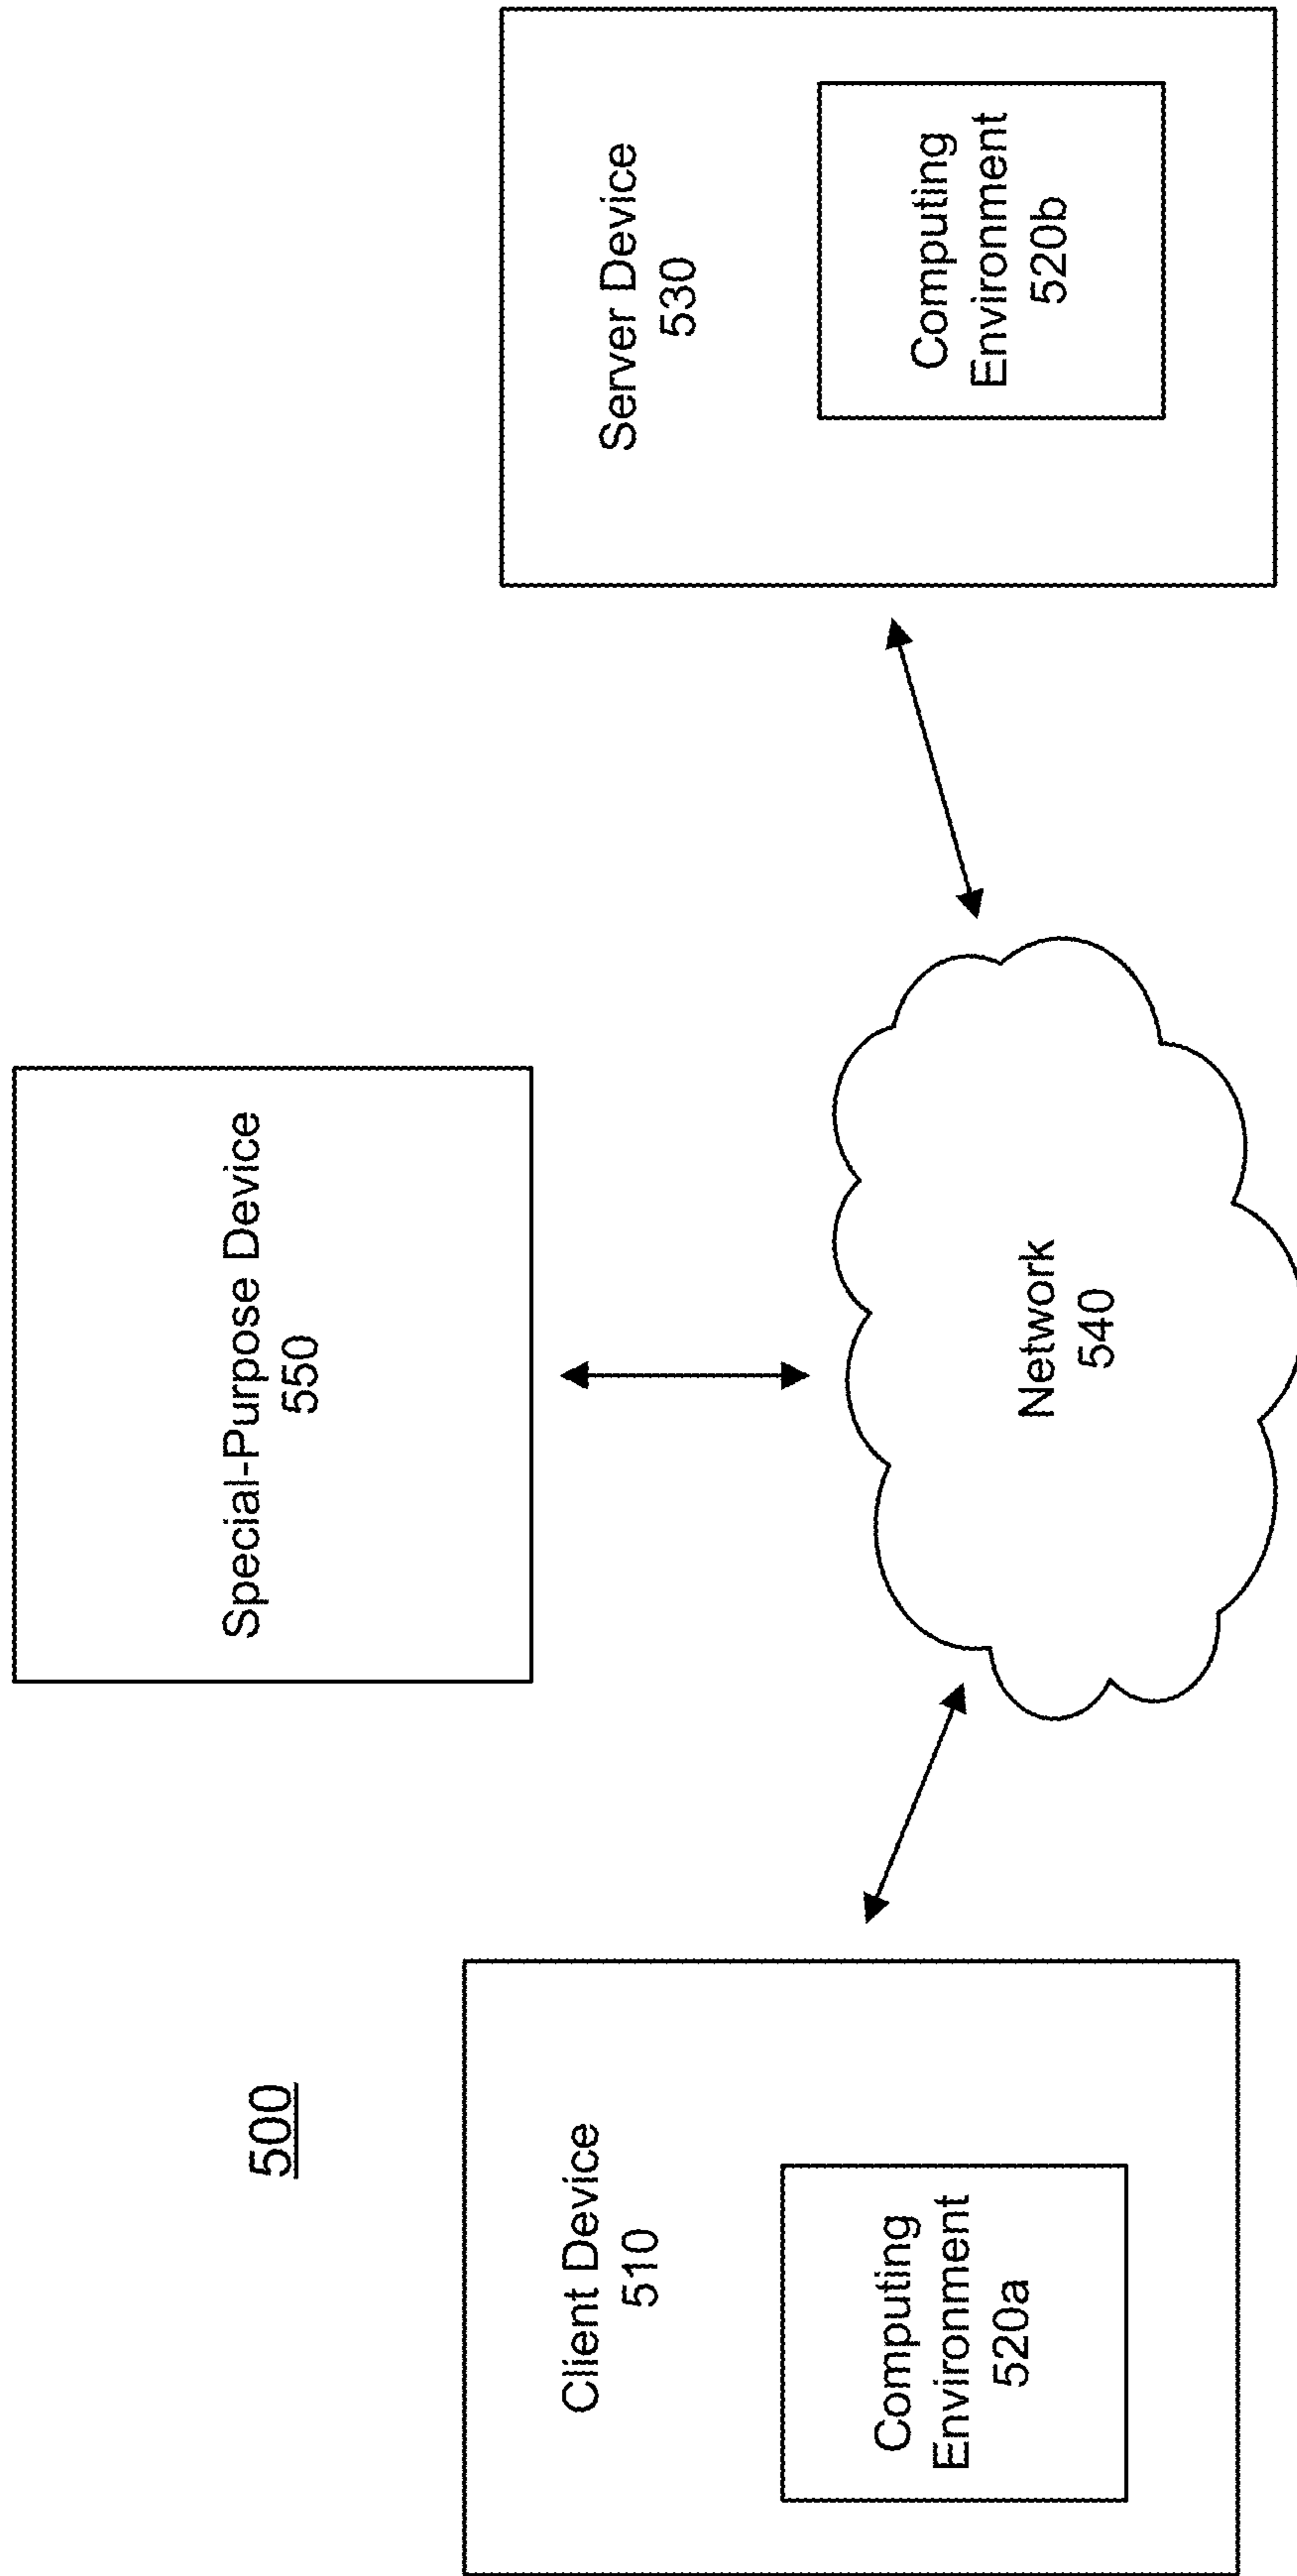 500
Special-Purpose Device
550
Client Device
510
Computing
Environment
520a
Network
540
Server Device
530
Computing
Environment
520b